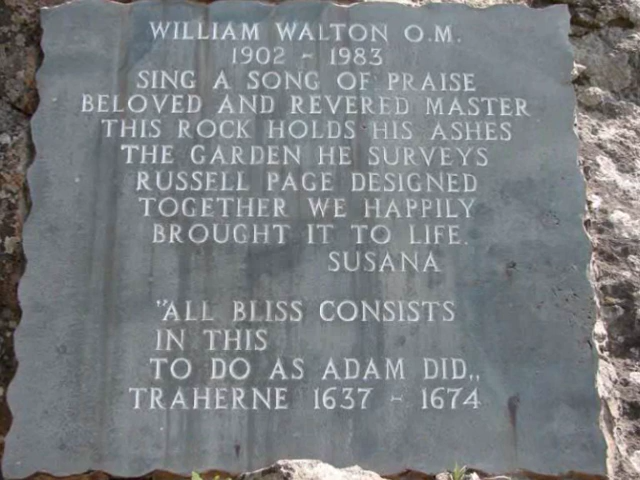 WILLIAM WALTON O.M.
1902 - 1983
SING A SONG OF PRAISE
BELOVED AND REVERED MASTER
THIS ROCK HOLDS HIS ASHES
THE GARDEN HE SURVEYS
RUSSELL PAGE DESIGNED
TOGETHER WE HAPPILY
BROUGHT IT TO LIFE.
SUSANA
"ALL BLISS CONSISTS
IN THIS
TO DO AS ADAM DID,,
TRAHERNE 1637 - 1674